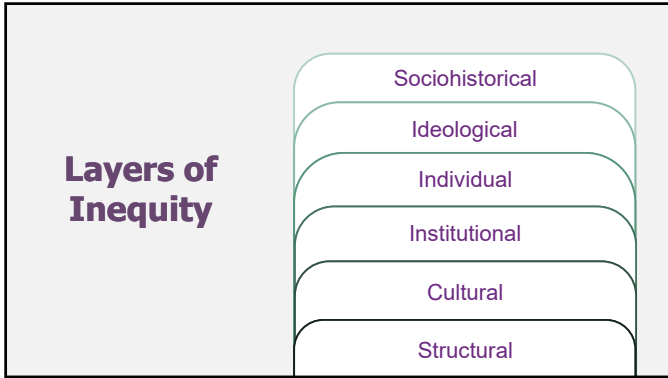 Layers of
Inequity
Sociohistorical
Ideological
Individual
Institutional
Cultural
Structural